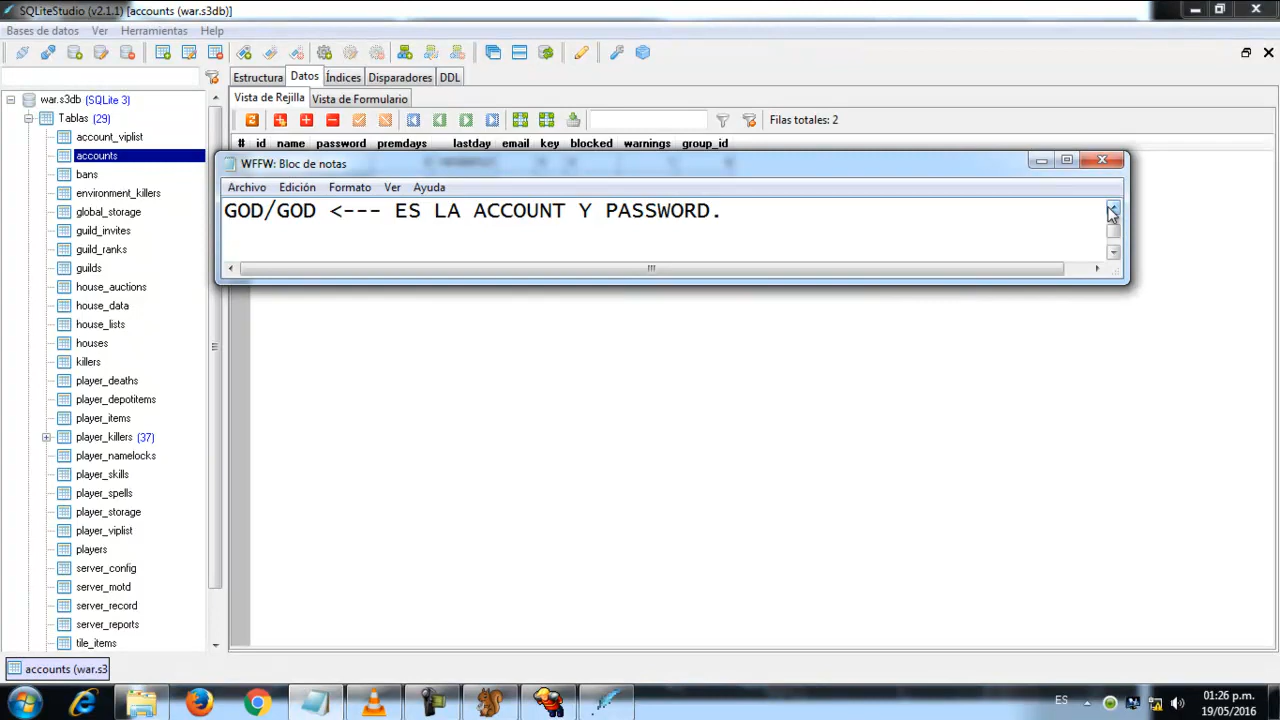 SQLiteStudio (v2.1.1) [accounts (war.s3db)]
Bases de datos Ver Herramientas Help
Estructura Datos Índices Disparadores DDL
war.s3db (SQLite 3)
Vista de Rejilla Vista de Formulario
Tablas (29)
Filas totales: 2
account_viplist
# id name password premdays lastday email key blocked warnings group_id
accounts
WFFW: Bloc de notas
bans
Archivo Edición Formato Ver Ayuda
environment_killers
GOD/GOD <--- ES LA ACCOUNT Y PASSWORD.
global_storage
guild_invites
guild_ranks
guilds
house_auctions
house_data
house_lists
houses
killers
player_deaths
player_depotitems
player_items
player_killers (37)
player_namelocks
player_skills
player_spells
player_storage
player_viplist
players
server_config
server_motd
server_record
server_reports
tile_items
accounts (war.s3
ES
01:26 p.m.
19/05/2016